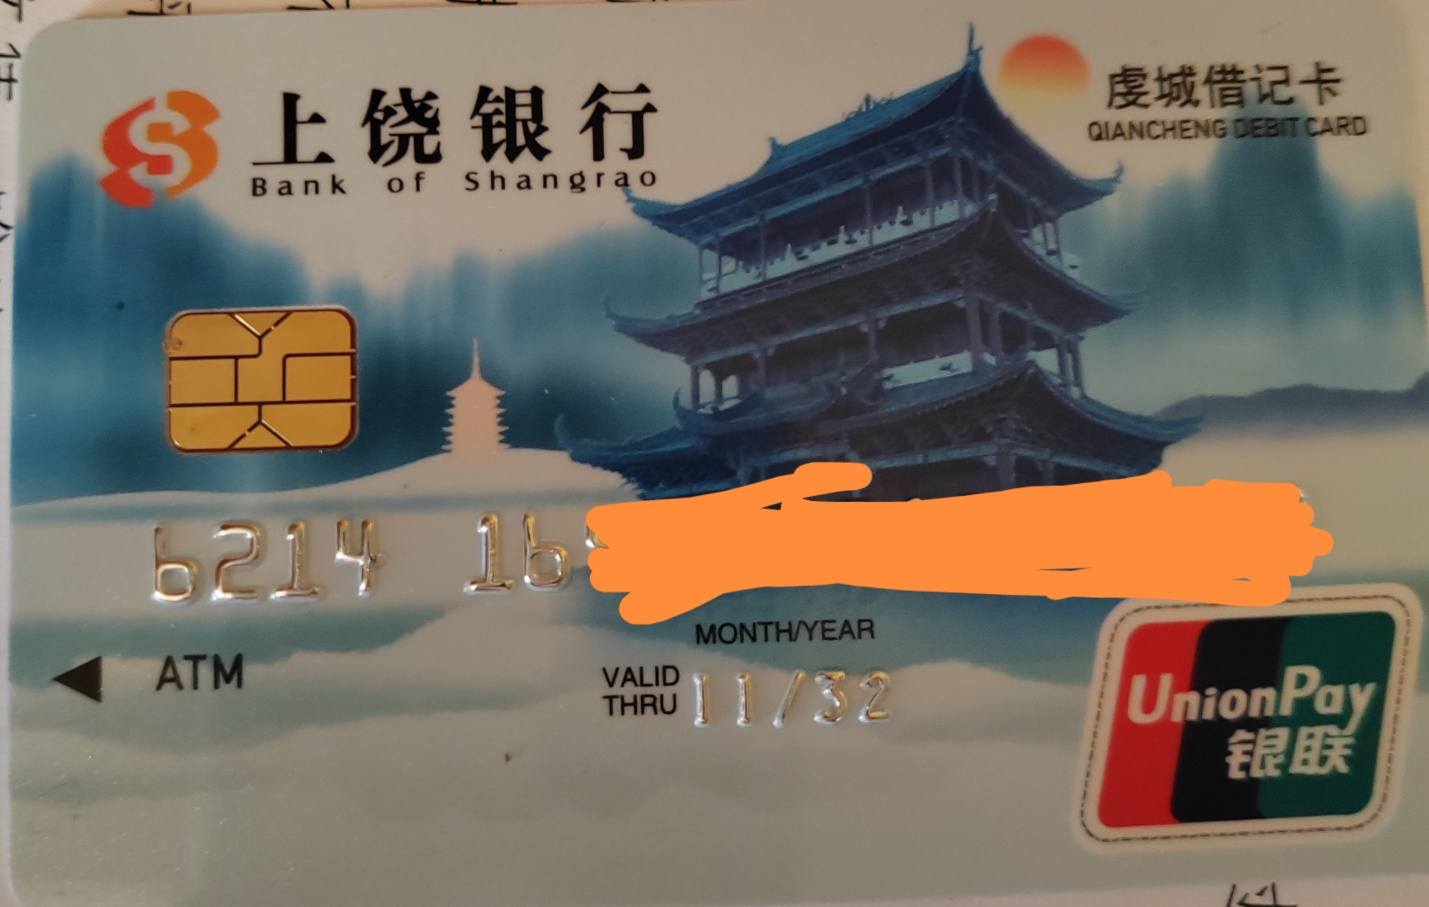 上饶银行
Bank of Shangrao
虔城借记卡
QIANCHENG DEBIT CARD
6214 16
MONTH/YEAR
ATM
VALID
THRU 11/32
UnionPay
银联